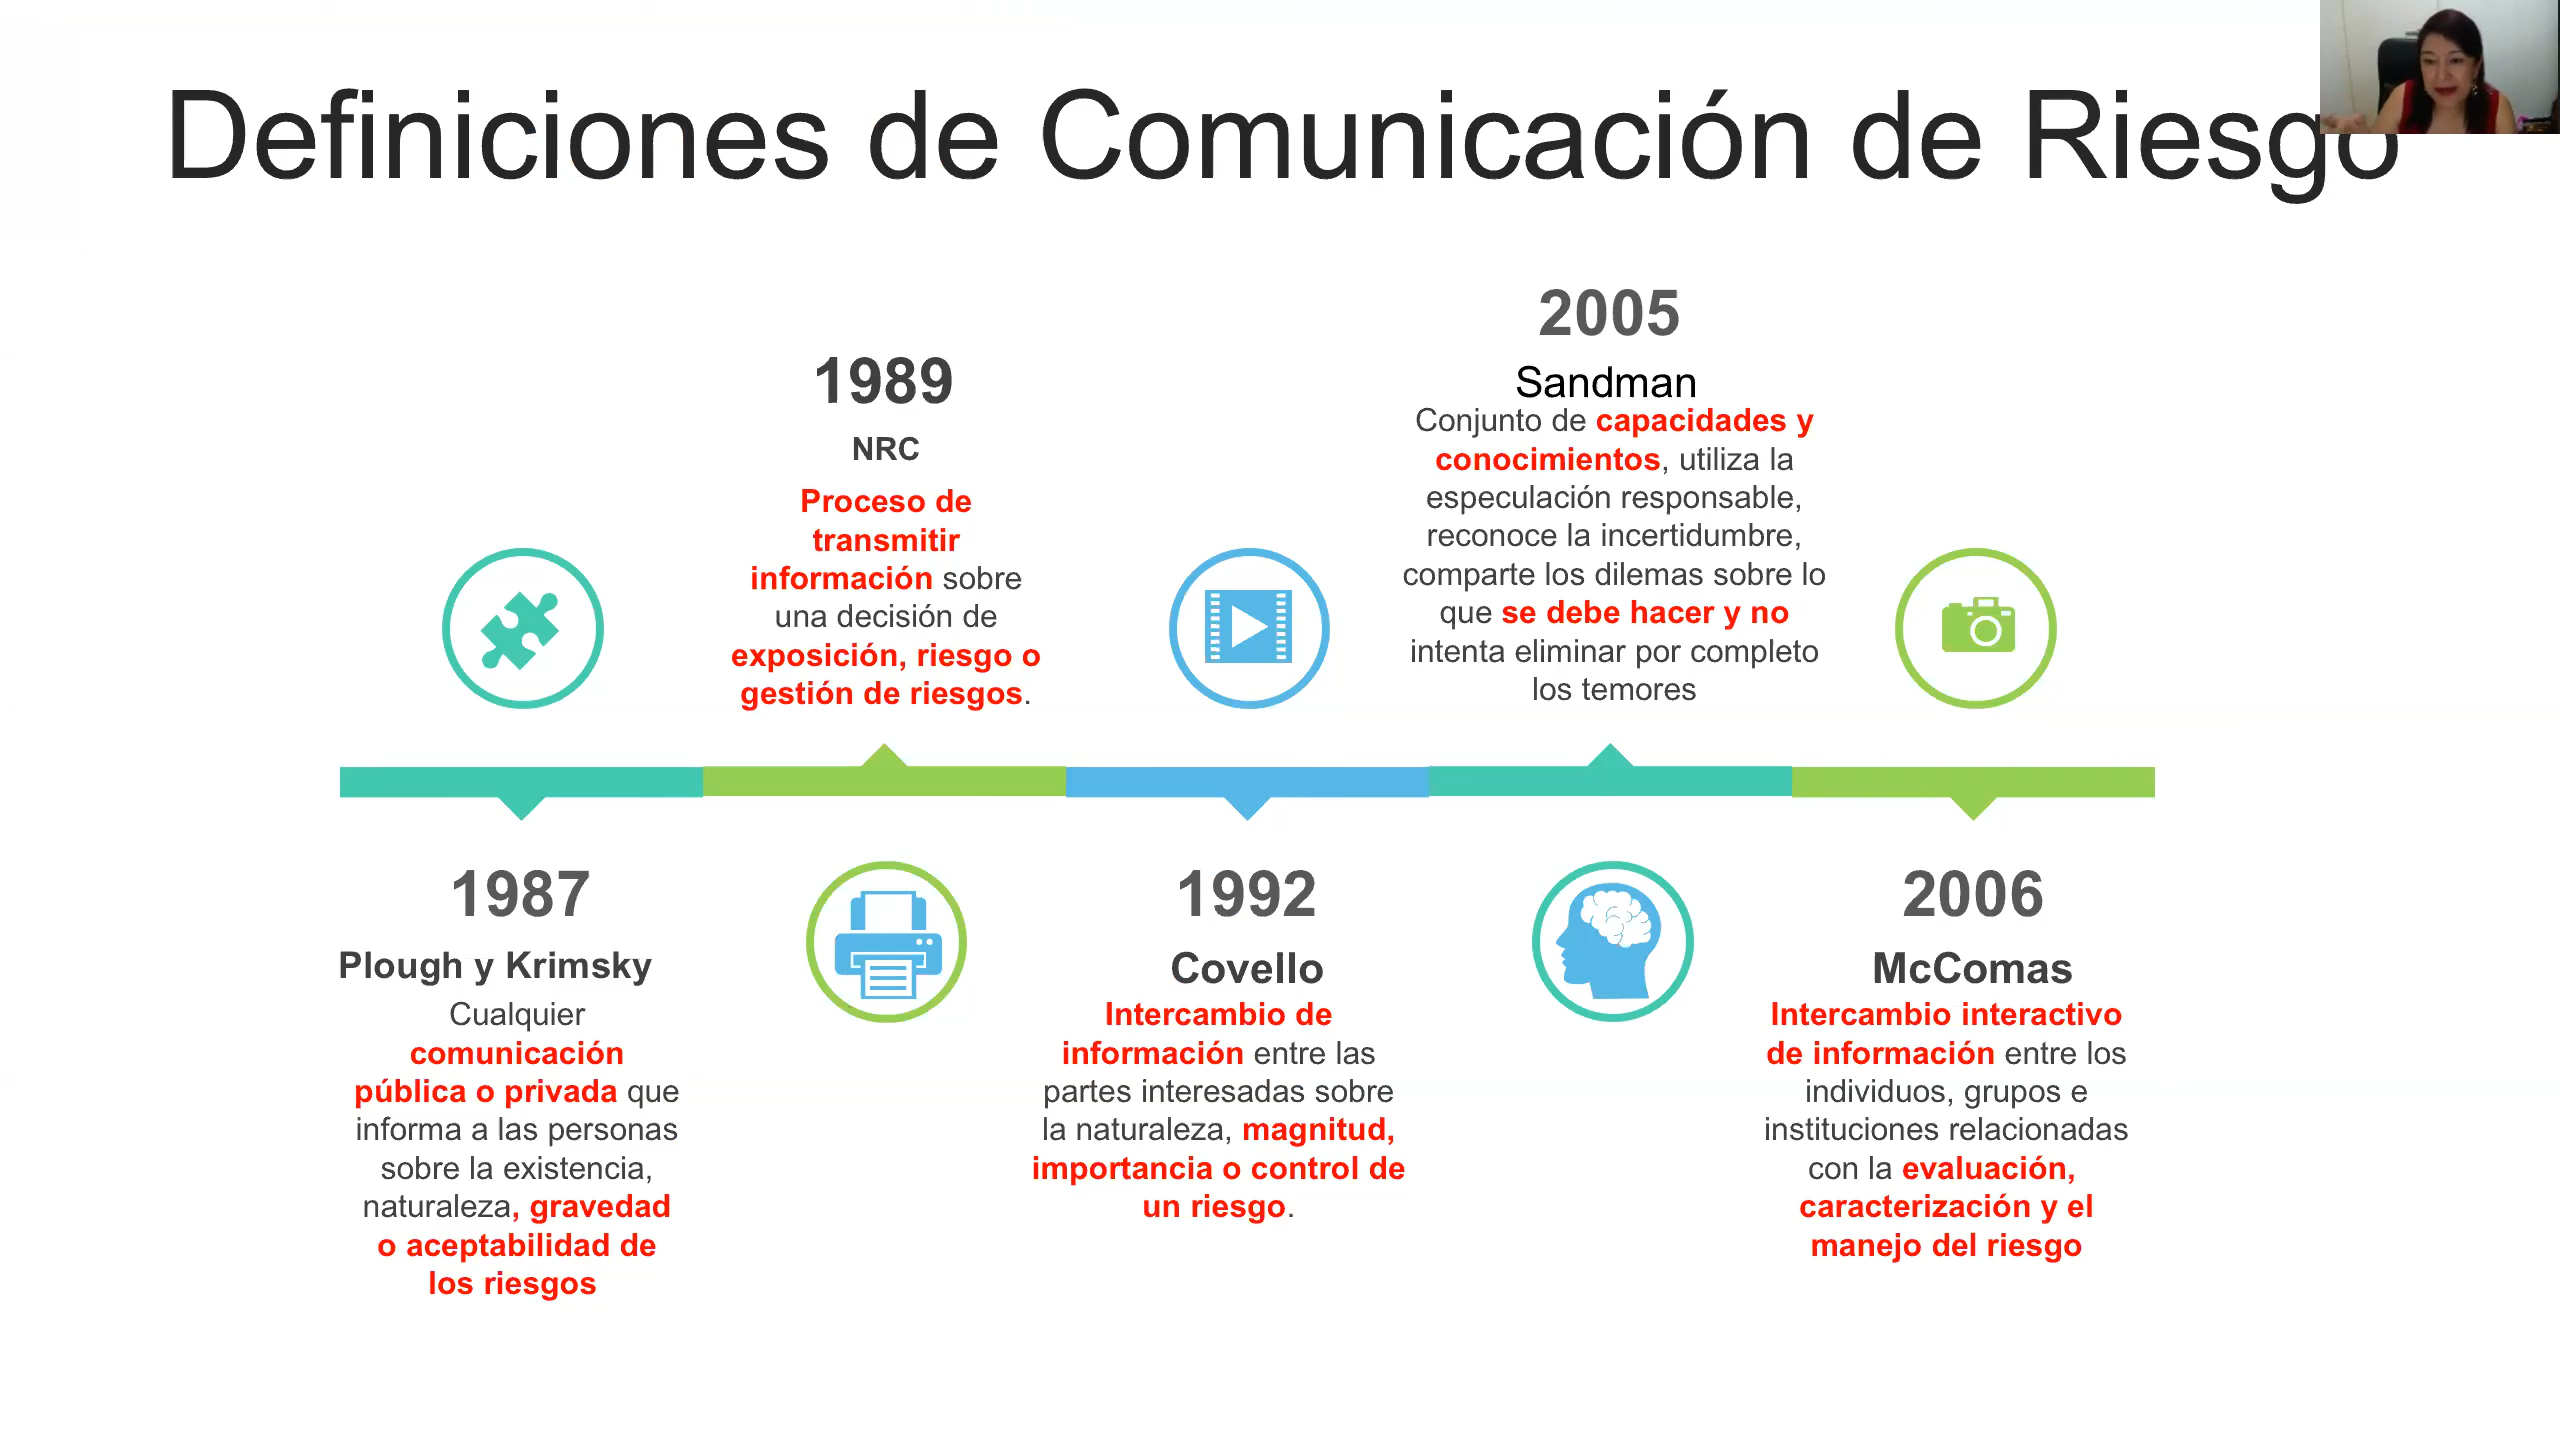 Definiciones de Comunicación de Riesgo
1987
Plough y Krimsky
Cualquier
comunicación
pública o privada que
informa a las personas
sobre la existencia,
naturaleza, gravedad
o aceptabilidad de
los riesgos
1989
NRC
Proceso de
transmitir
información sobre
una decisión de
exposición, riesgo o
gestión de riesgos.
1992
Covello
Intercambio de
información entre las
partes interesadas sobre
la naturaleza, magnitud,
importancia o control de
un riesgo.
2005
Sandman
Conjunto de capacidades y
conocimientos, utiliza la
especulación responsable,
reconoce la incertidumbre,
comparte los dilemas sobre lo
que se debe hacer y no
intenta eliminar por completo
los temores
2006
McComas
Intercambio interactivo
de información entre los
individuos, grupos e
instituciones relacionadas
con la evaluación,
caracterización y el
manejo del riesgo